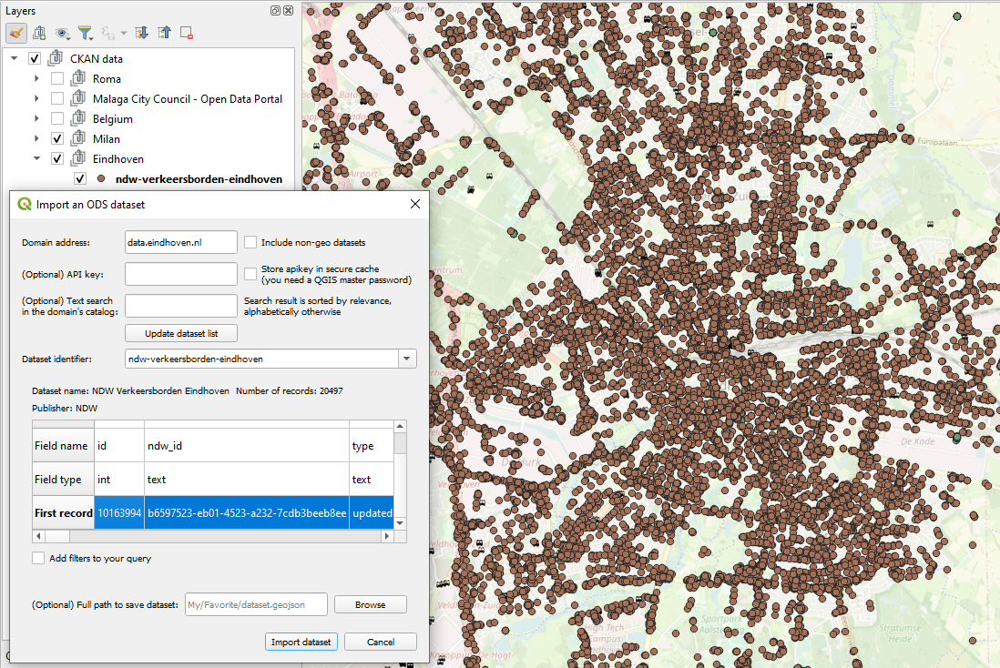 Layers
CKAN data
Roma
Malaga City Council - Open Data Portal
Belgium
Milan
Eindhoven
ndw-verkeersborden-eindhoven
Import an ODS dataset
Domain address:
data.eindhoven.nl
Include non-geo datasets
(Optional) API key:
Store apikey in secure cache
(you need a QGIS master password)
(Optional) Text search
in the domain's catalog:
Search result is sorted by relevance,
alphabetically otherwise
Update dataset list
Dataset identifier:
ndw-verkeersborden-eindhoven
Dataset name: NDW Verkeersborden Eindhoven Number of records: 20497
Publisher: NDW
Field name id ndw_id type
Field type int text text
First record 10163994 b6597523-eb01-4523-a232-7cdb3beeb8ee updated
Add filters to your query
(Optional) Full path to save dataset:
My/Favorite/dataset.geojson
Browse
Import dataset
Cancel
Europalaan
Airport
De Kade
High Tech
Campus
Sportpark
Aalsterweg
Stratumse
Heide
Knooppunt de Hogt